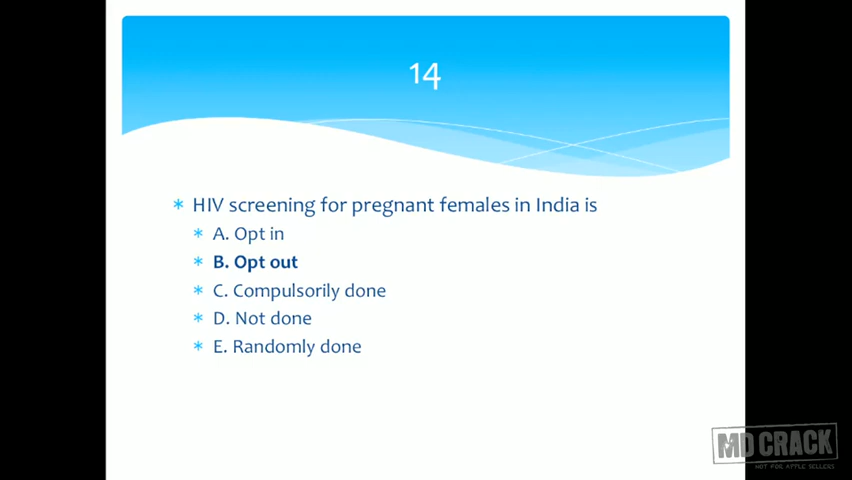 14
HIV screening for pregnant females in India is
A. Opt in
B. Opt out
C. Compulsorily done
D. Not done
E. Randomly done
MD CRACK
NOT FOR APPLE SELLERS